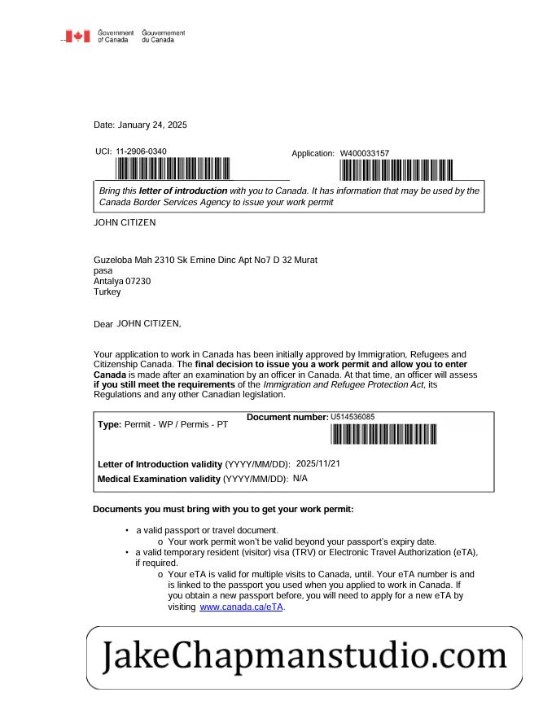 Government
of Canada
Gouvernement
du Canada
Date: January 24, 2025
UCI: 11-2906-0340
Application: W400033157
Bring this letter of introduction with you to Canada. It has information that may be used by the
Canada Border Services Agency to issue your work permit
JOHN CITIZEN
Guzeloba Mah 2310 Sk Emine Dinc Apt No7 D 32 Murat
pasa
Antalya 07230
Turkey
Dear JOHN CITIZEN,
Your application to work in Canada has been initially approved by Immigration, Refugees and
Citizenship Canada. The final decision to issue you a work permit and allow you to enter
Canada is made after an examination by an officer in Canada. At that time, an officer will assess
if you still meet the requirements of the Immigration and Refugee Protection Act, its
Regulations and any other Canadian legislation.
Type: Permit - WP / Permis - PT
Document number: U514536085
Letter of Introduction validity (YYYY/MM/DD): 2025/11/21
Medical Examination validity (YYYY/MM/DD): N/A
Documents you must bring with you to get your work permit:
• a valid passport or travel document.
o Your work permit won't be valid beyond your passport's expiry date.
• a valid temporary resident (visitor) visa (TRV) or Electronic Travel Authorization (eTA),
if required.
o Your eTA is valid for multiple visits to Canada, until. Your eTA number is and
is linked to the passport you used when you applied to work in Canada. If
you obtain a new passport before, you will need to apply for a new eTA by
visiting www.canada.ca/eTA.
JakeChapmanstudio.com